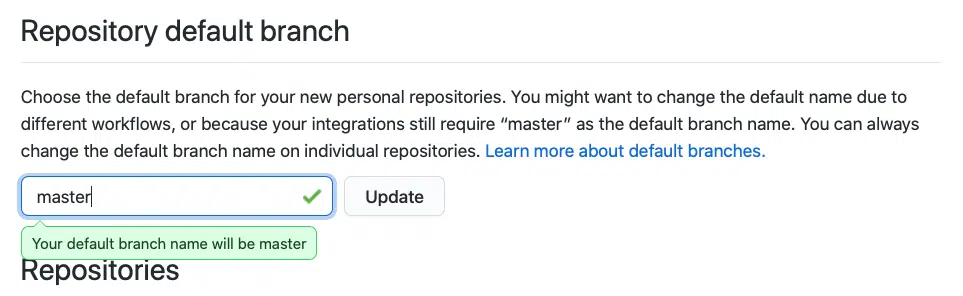 Repository default branch
Choose the default branch for your new personal repositories. You might want to change the default name due to
different workflows, or because your integrations still require “master” as the default branch name. You can always
change the default branch name on individual repositories. Learn more about default branches.
master
Update
Your default branch name will be master
Repositories